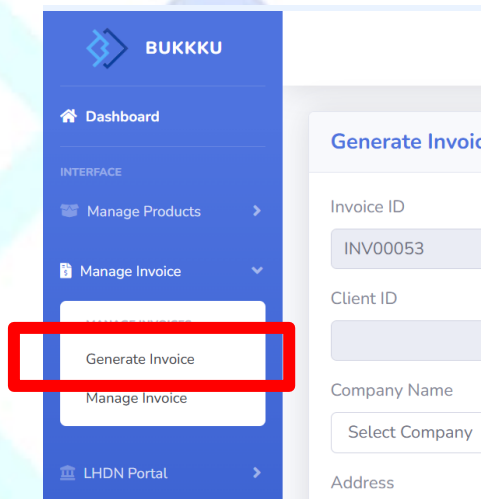 BUKKKU
Dashboard
INTERFACE
Manage Products
Manage Invoice
Generate Invoice
Manage Invoice
LHDN Portal
Generate Invoic
Invoice ID
INV00053
Client ID
Company Name
Select Company
Address